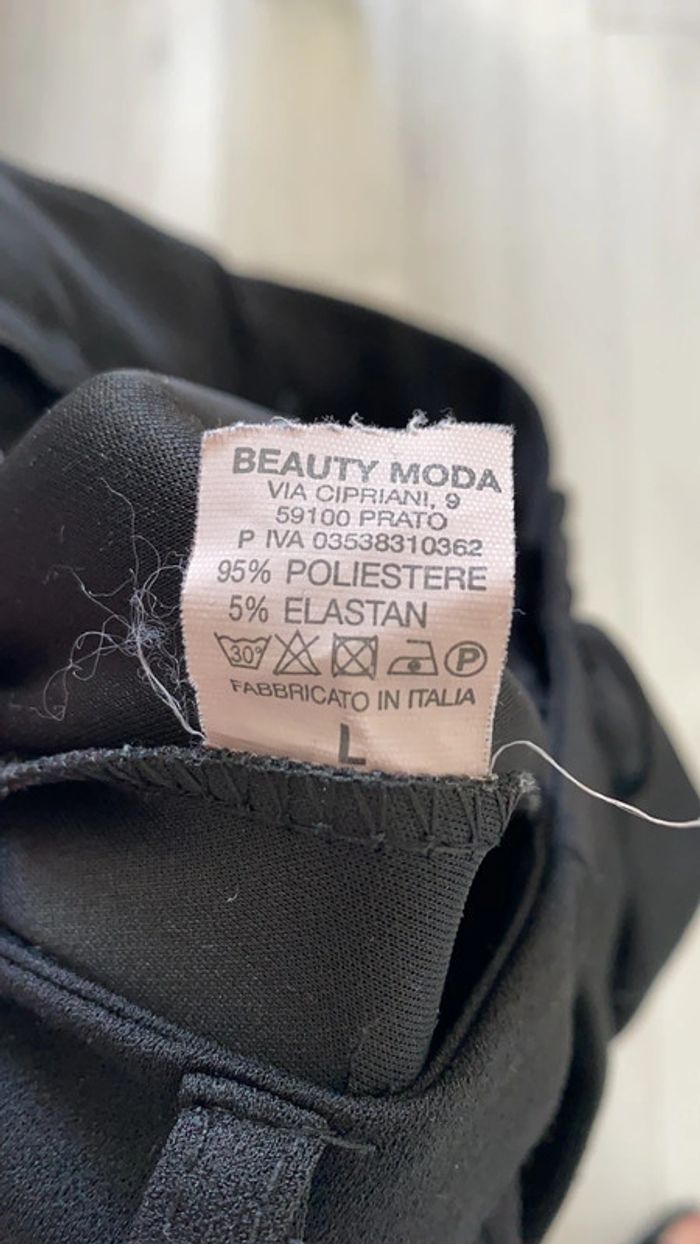 BEAUTY MODA
VIA CIPRIANI, 9
59100 PRATO
P IVA 03538310362
95% POLIESTERE
5% ELASTAN
30° P
FABBRICATO IN ITALIA
L